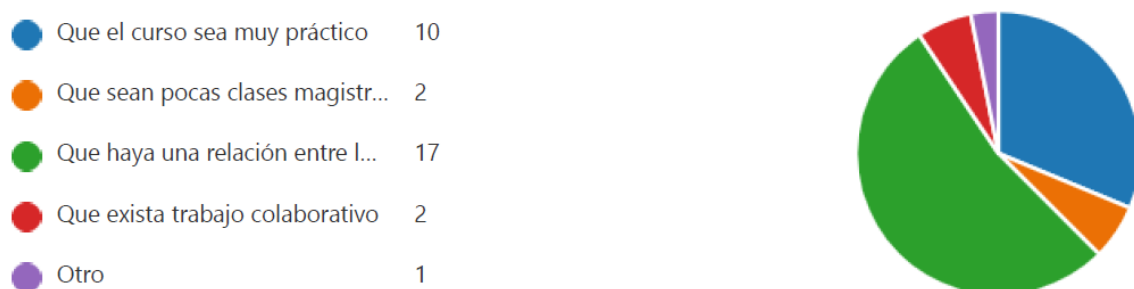 Que el curso sea muy práctico 10
Que sean pocas clases magistr... 2
Que haya una relación entre l... 17
Que exista trabajo colaborativo 2
Otro 1